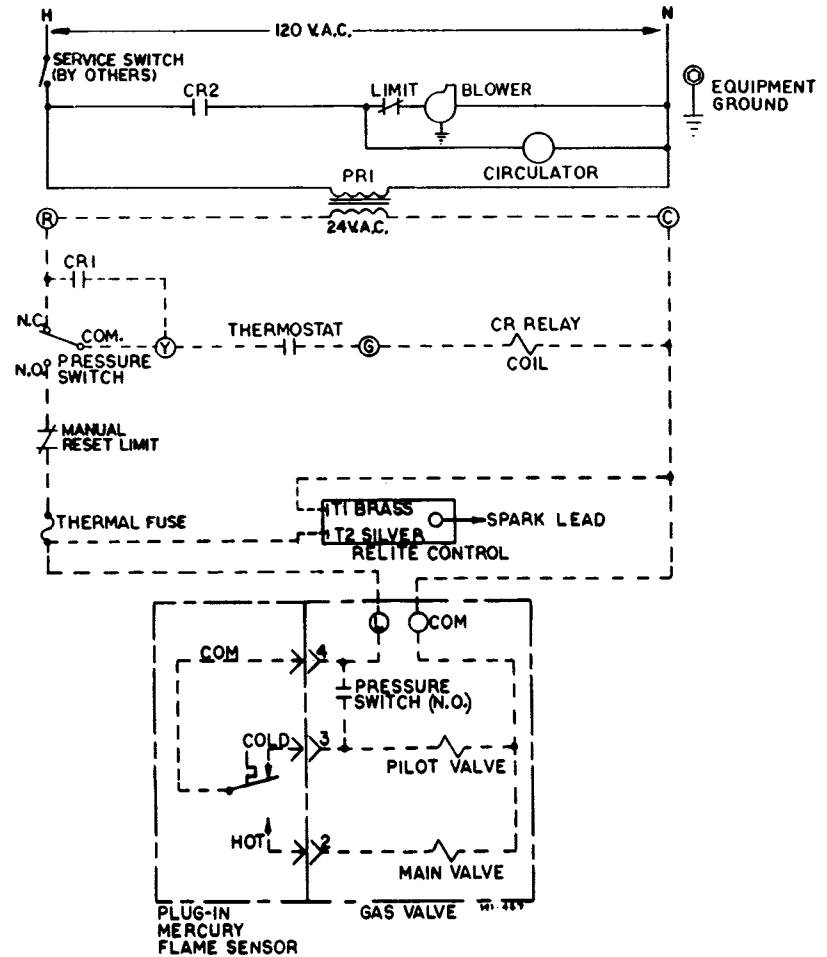 H
N
120 V.A.C.
SERVICE SWITCH
(BY OTHERS)
CR2
LIMIT
BLOWER
EQUIPMENT
GROUND
CIRCULATOR
PR1
24V.A.C.
R
C
CR1
N.C.
COM.
Y
THERMOSTAT
G
CR RELAY
COIL
N.O.
PRESSURE
SWITCH
MANUAL
RESET LIMIT
THERMAL FUSE
T1 BRASS
T2 SILVER
SPARK LEAD
RELITE CONTROL
L
COM
COM
4
PRESSURE
SWITCH (N.O.)
COLD
3
PILOT VALVE
HOT
2
MAIN VALVE
PLUG-IN
MERCURY
FLAME SENSOR
GAS VALVE